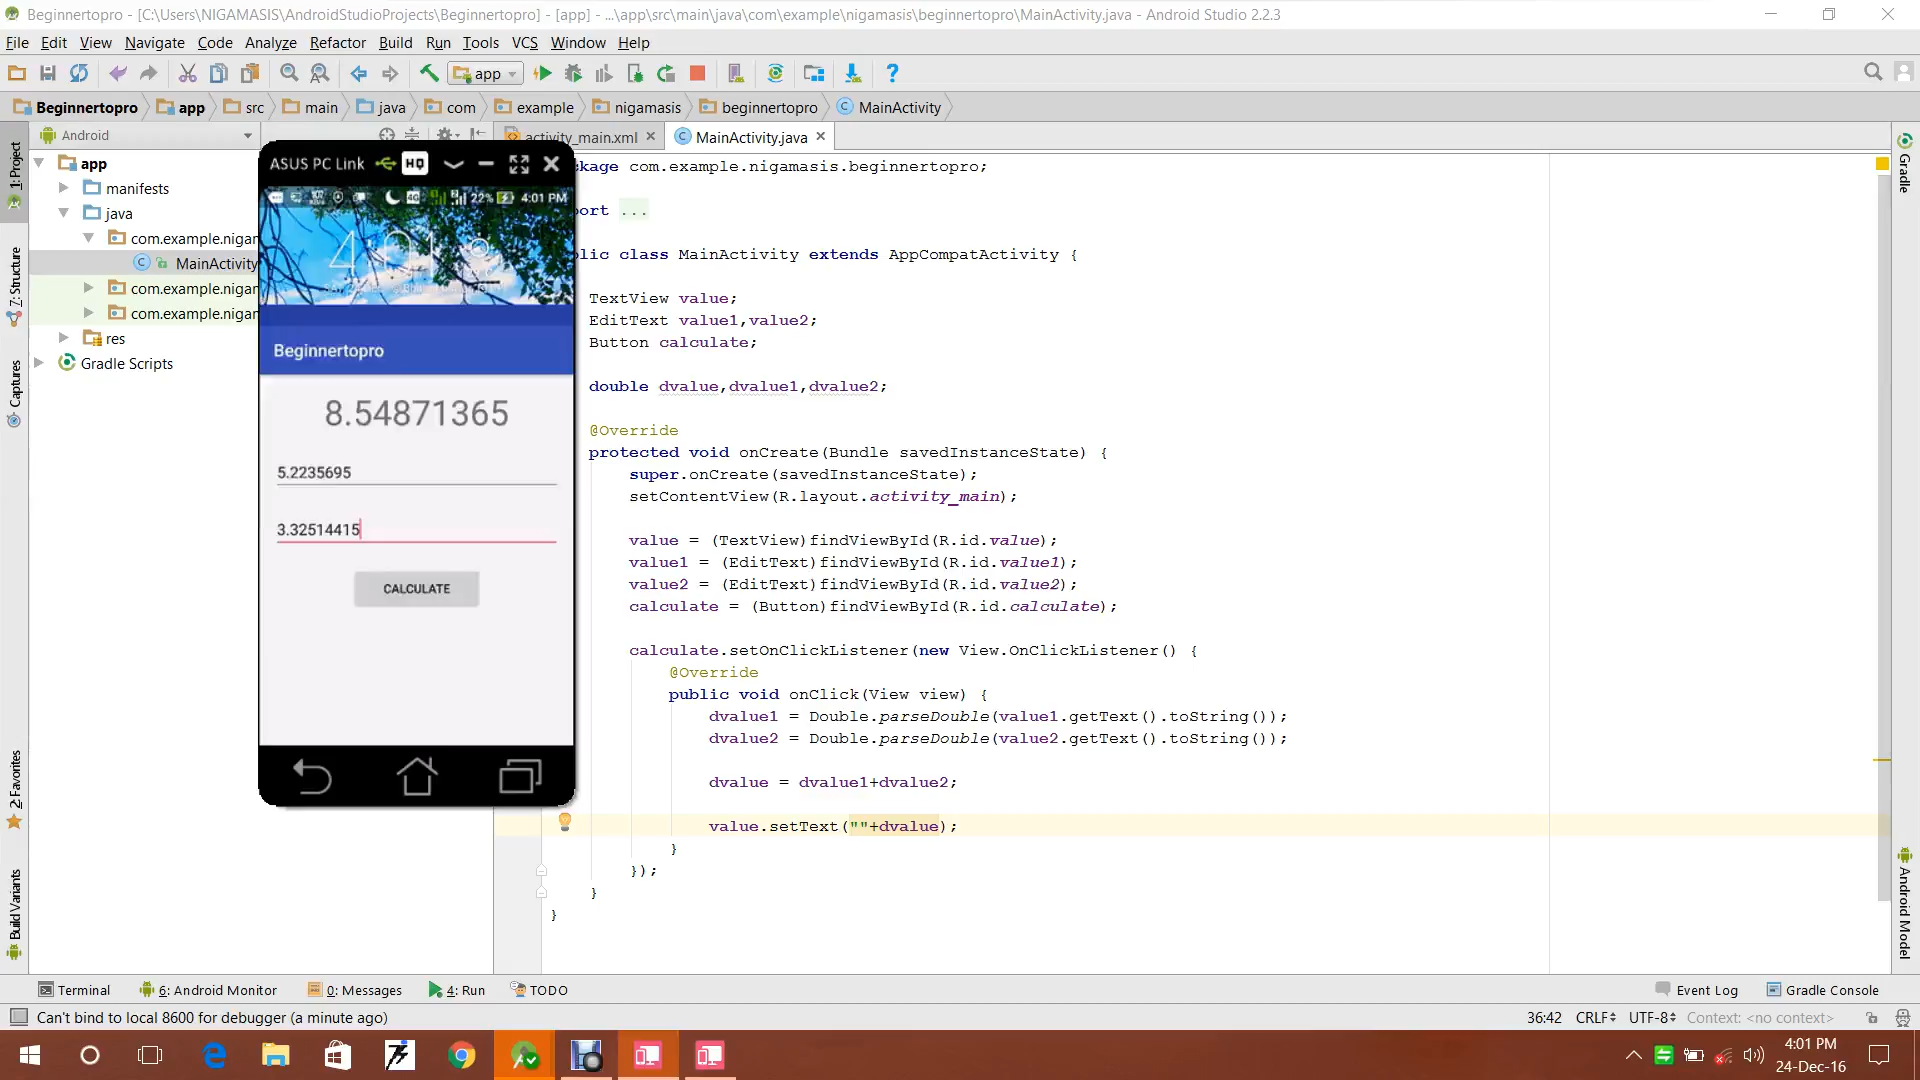 Beginnertopro - [C:\Users\NIGAMASIS\AndroidStudioProjects\Beginnertopro] - [app] - ...\app\src\main\java\com\example\nigamasis\beginnertopro\MainActivity.java - Android Studio 2.2.3
File Edit View Navigate Code Analyze Refactor Build Run Tools VCS Window Help
app
Beginnertopro app src main java com example nigamasis beginnertopro MainActivity
Android
activity_main.xml MainActivity.java
1: Project
7: Structure
Captures
2: Favorites
Build Variants
app
manifests
java
com.example.nigar
MainActivity
com.example.nigar
com.example.nigar
res
Gradle Scripts
ASUS PC Link HQ
22% 4:01 PM
4:01
Beginnertopro
8.54871365
5.2235695
3.32514415
CALCULATE
ckage com.example.nigamasis.beginnertopro;
port ...
blic class MainActivity extends AppCompatActivity {
TextView value;
EditText value1,value2;
Button calculate;
double dvalue,dvalue1,dvalue2;
@Override
protected void onCreate(Bundle savedInstanceState) {
super.onCreate(savedInstanceState);
setContentView(R.layout.activity_main);
value = (TextView)findViewById(R.id.value);
value1 = (EditText)findViewById(R.id.value1);
value2 = (EditText)findViewById(R.id.value2);
calculate = (Button)findViewById(R.id.calculate);
calculate.setOnClickListener(new View.OnClickListener() {
@Override
public void onClick(View view) {
dvalue1 = Double.parseDouble(value1.getText().toString());
dvalue2 = Double.parseDouble(value2.getText().toString());
dvalue = dvalue1+dvalue2;
value.setText(""+dvalue);
}
});
}
}
Gradle
Android Model
Terminal 6: Android Monitor 0: Messages 4: Run TODO Event Log Gradle Console
Can't bind to local 8600 for debugger (a minute ago) 36:42 CRLF UTF-8 Context: <no context>
4:01 PM
24-Dec-16